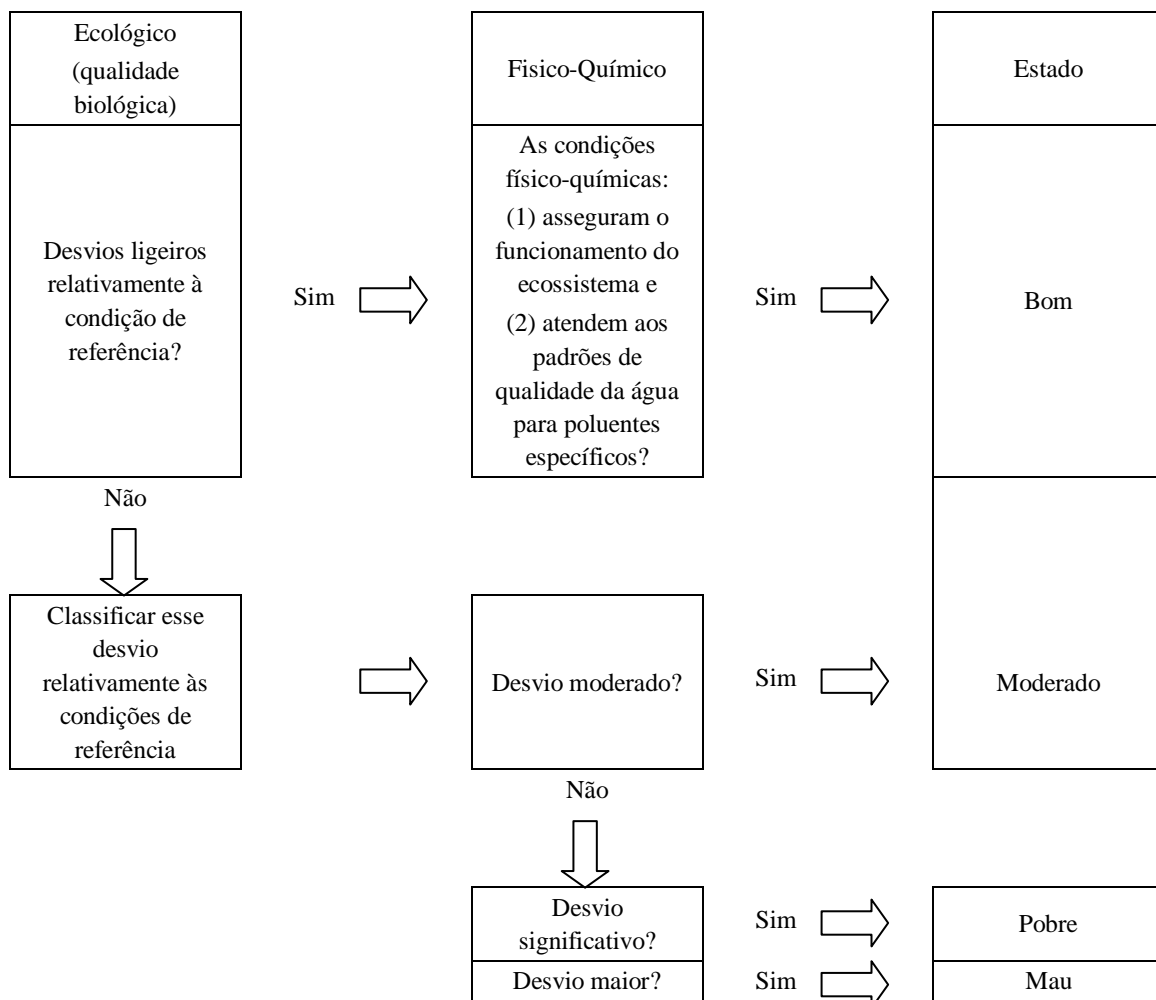 Ecológico
(qualidade
biológica)
Fisico-Químico
Estado
Desvios ligeiros
relativamente à
condição de
referência?
Sim
As condições
físico-químicas:
(1) asseguram o
funcionamento do
ecossistema e
(2) atendem aos
padrões de
qualidade da água
para poluentes
específicos?
Sim
Bom
Não
Classificar esse
desvio
relativamente às
condições de
referência
Desvio moderado?
Sim
Moderado
Não
Desvio
significativo?
Sim
Pobre
Desvio maior?
Sim
Mau